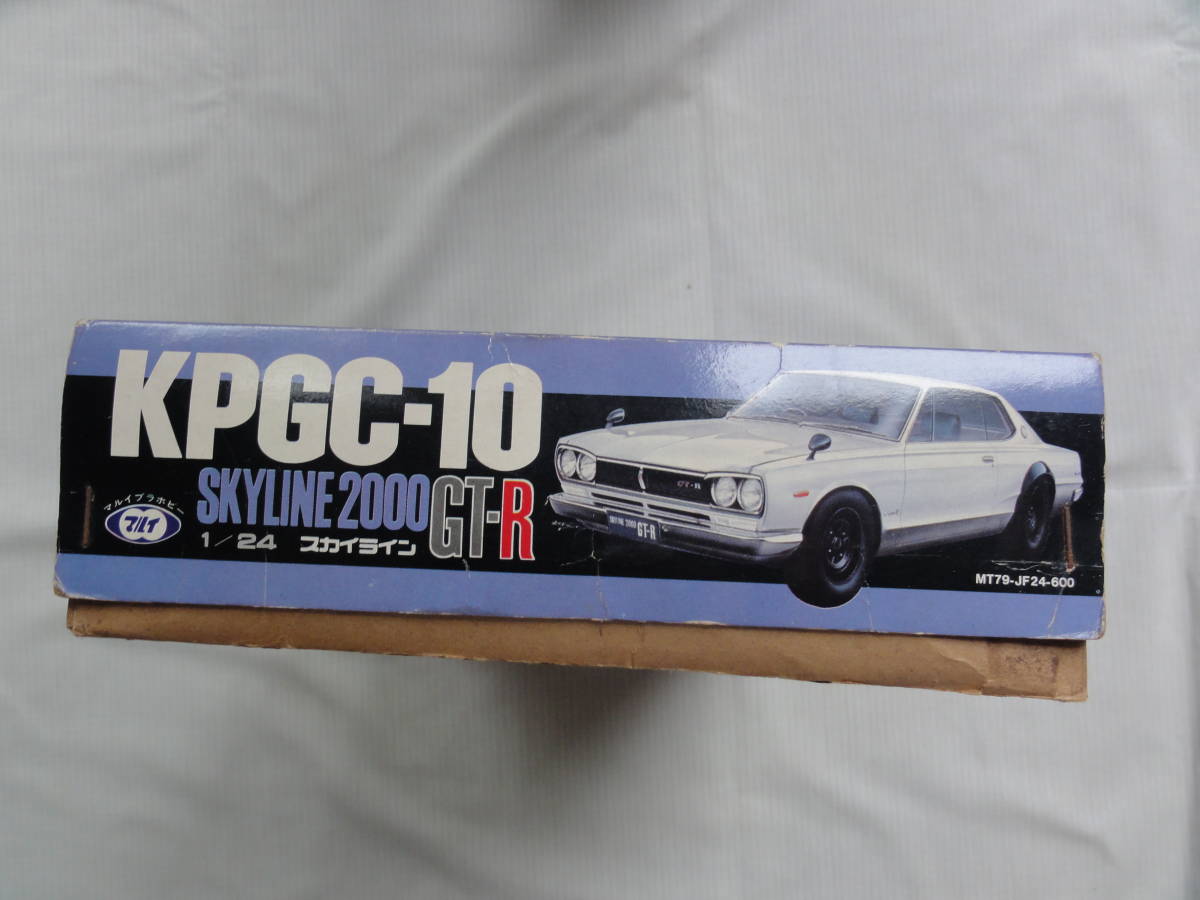 KPGC-10
SKYLINE 2000 GT-R
マルイプラホビー
マルイ
1/24 スカイライン
GT-R
SKYLINE 2000 GT-R
MT79-JF24-600